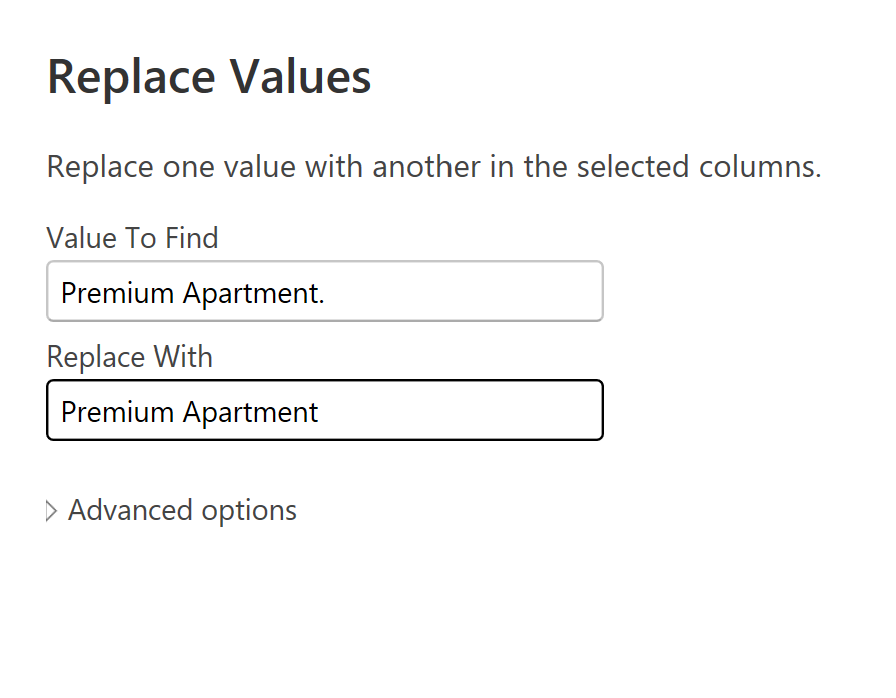 Replace Values
Replace one value with another in the selected columns.
Value To Find
Premium Apartment.
Replace With
Premium Apartment
Advanced options